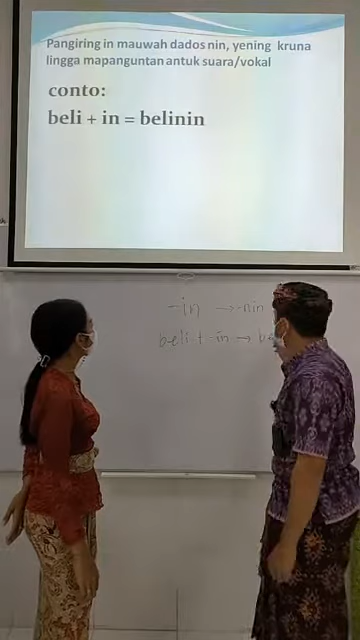 Pangiring in mauwah dados nin, yening kruna
lingga mapanguntan antuk suara/vokal
conto:
beli + in = belinin
-in → -nin
beli + in → be